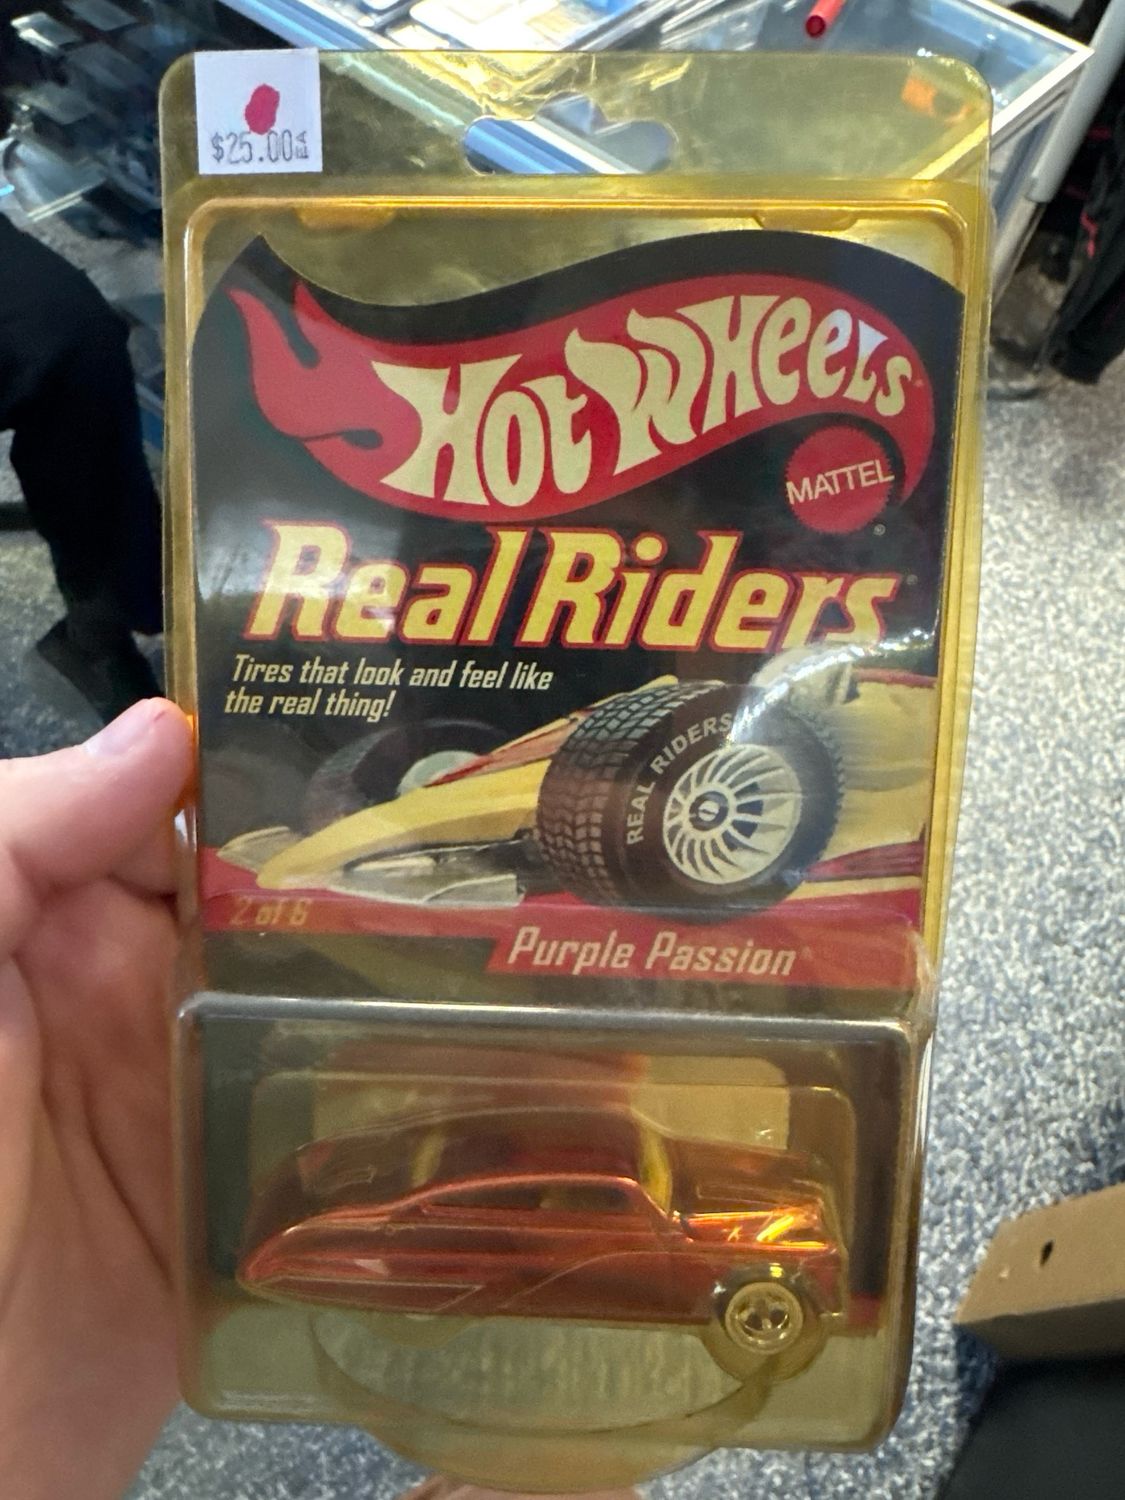 $25.00 EA
Hot Wheels
MATTEL
Real Riders
Tires that look and feel like
the real thing!
REAL RIDERS
2 of 6
Purple Passion